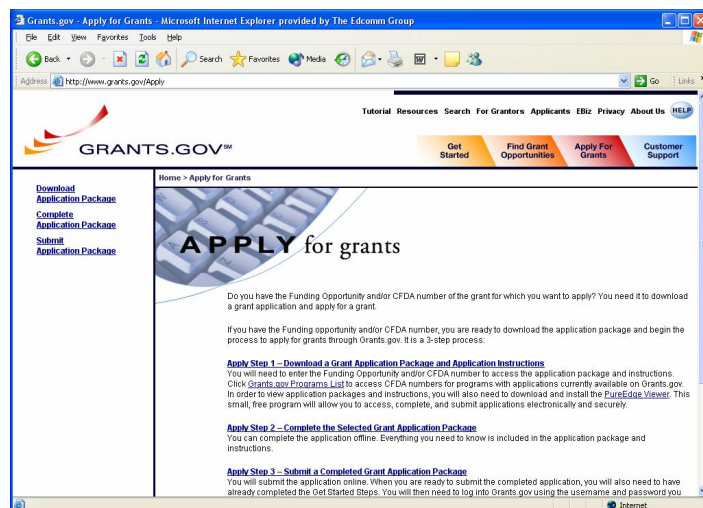 Grants.gov - Apply for Grants - Microsoft Internet Explorer provided by The Edcomm Group
File Edit View Favorites Tools Help
Back Search Favorites Media
Address http://www.grants.gov/Apply Go Links
Tutorial Resources Search For Grantors Applicants EBiz Privacy About Us HELP
GRANTS.GOV℠
Get Started
Find Grant Opportunities
Apply For Grants
Customer Support
Home > Apply for Grants
Download
Application Package
Complete
Application Package
Submit
Application Package
APPLY for grants
Do you have the Funding Opportunity and/or CFDA number of the grant for which you want to apply? You need it to download
a grant application and apply for a grant.
If you have the Funding opportunity and/or CFDA number, you are ready to download the application package and begin the
process to apply for grants through Grants.gov. It is a 3-step process:
Apply Step 1 – Download a Grant Application Package and Application Instructions
You will need to enter the Funding Opportunity and/or CFDA number to access the application package and instructions.
Click Grants.gov Programs List to access CFDA numbers for programs with applications currently available on Grants.gov.
In order to view application packages and instructions, you will also need to download and install the PureEdge Viewer. This
small, free program will allow you to access, complete, and submit applications electronically and securely.
Apply Step 2 – Complete the Selected Grant Application Package
You can complete the application offline. Everything you need to know is included in the application package and
instructions.
Apply Step 3 – Submit a Completed Grant Application Package
You will submit the application online. When you are ready to submit the completed application, you will also need to have
already completed the Get Started Steps. You will then need to log into Grants.gov using the username and password you
Internet